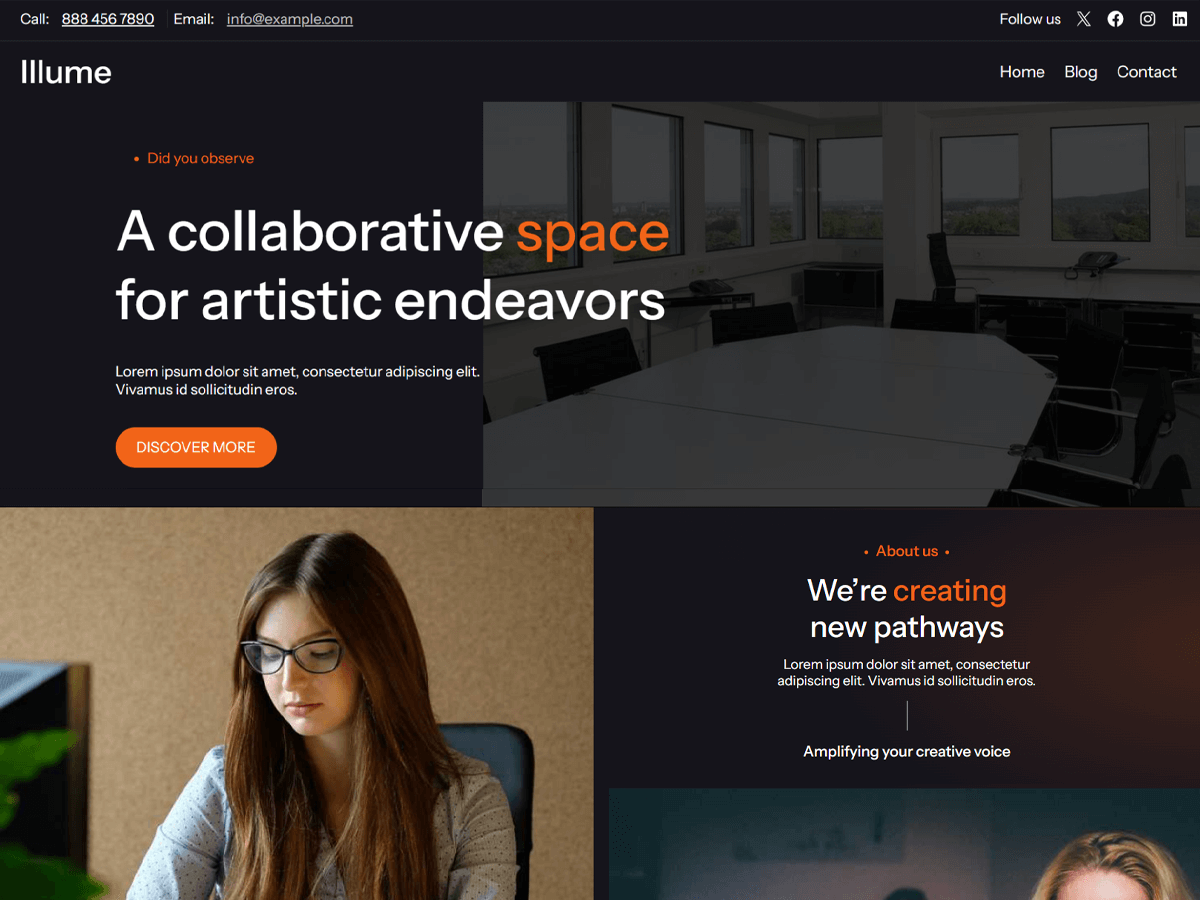 Call: 888 456 7890 Email: info@example.com Follow us
Illume Home Blog Contact
• Did you observe
A collaborative space
for artistic endeavors
Lorem ipsum dolor sit amet, consectetur adipiscing elit.
Vivamus id sollicitudin eros.
DISCOVER MORE
• About us •
We’re creating
new pathways
Lorem ipsum dolor sit amet, consectetur
adipiscing elit. Vivamus id sollicitudin eros.
Amplifying your creative voice